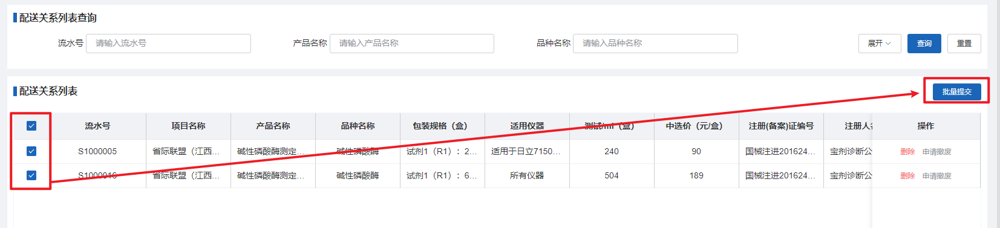 配送关系列表查询
流水号 请输入流水号 产品名称 请输入产品名称 品种名称 请输入品种名称 展开 查询 重置
配送关系列表 批量提交
流水号 项目名称 产品名称 品种名称 包装规格（盒） 适用仪器 测试/ml（盒） 中选价（元/盒） 注册(备案)证编号 注册人名 操作
S1000005 省际联盟（江西... 碱性磷酸酶测定... 碱性磷酸酶 试剂1（R1）：2... 适用于日立7150... 240 90 国械注进201624... 宝剂诊断公 删除 申请撤废
S1000016 省际联盟（江西... 碱性磷酸酶测定... 碱性磷酸酶 试剂1（R1）：6... 所有仪器 504 189 国械注进201624... 宝剂诊断公 删除 申请撤废